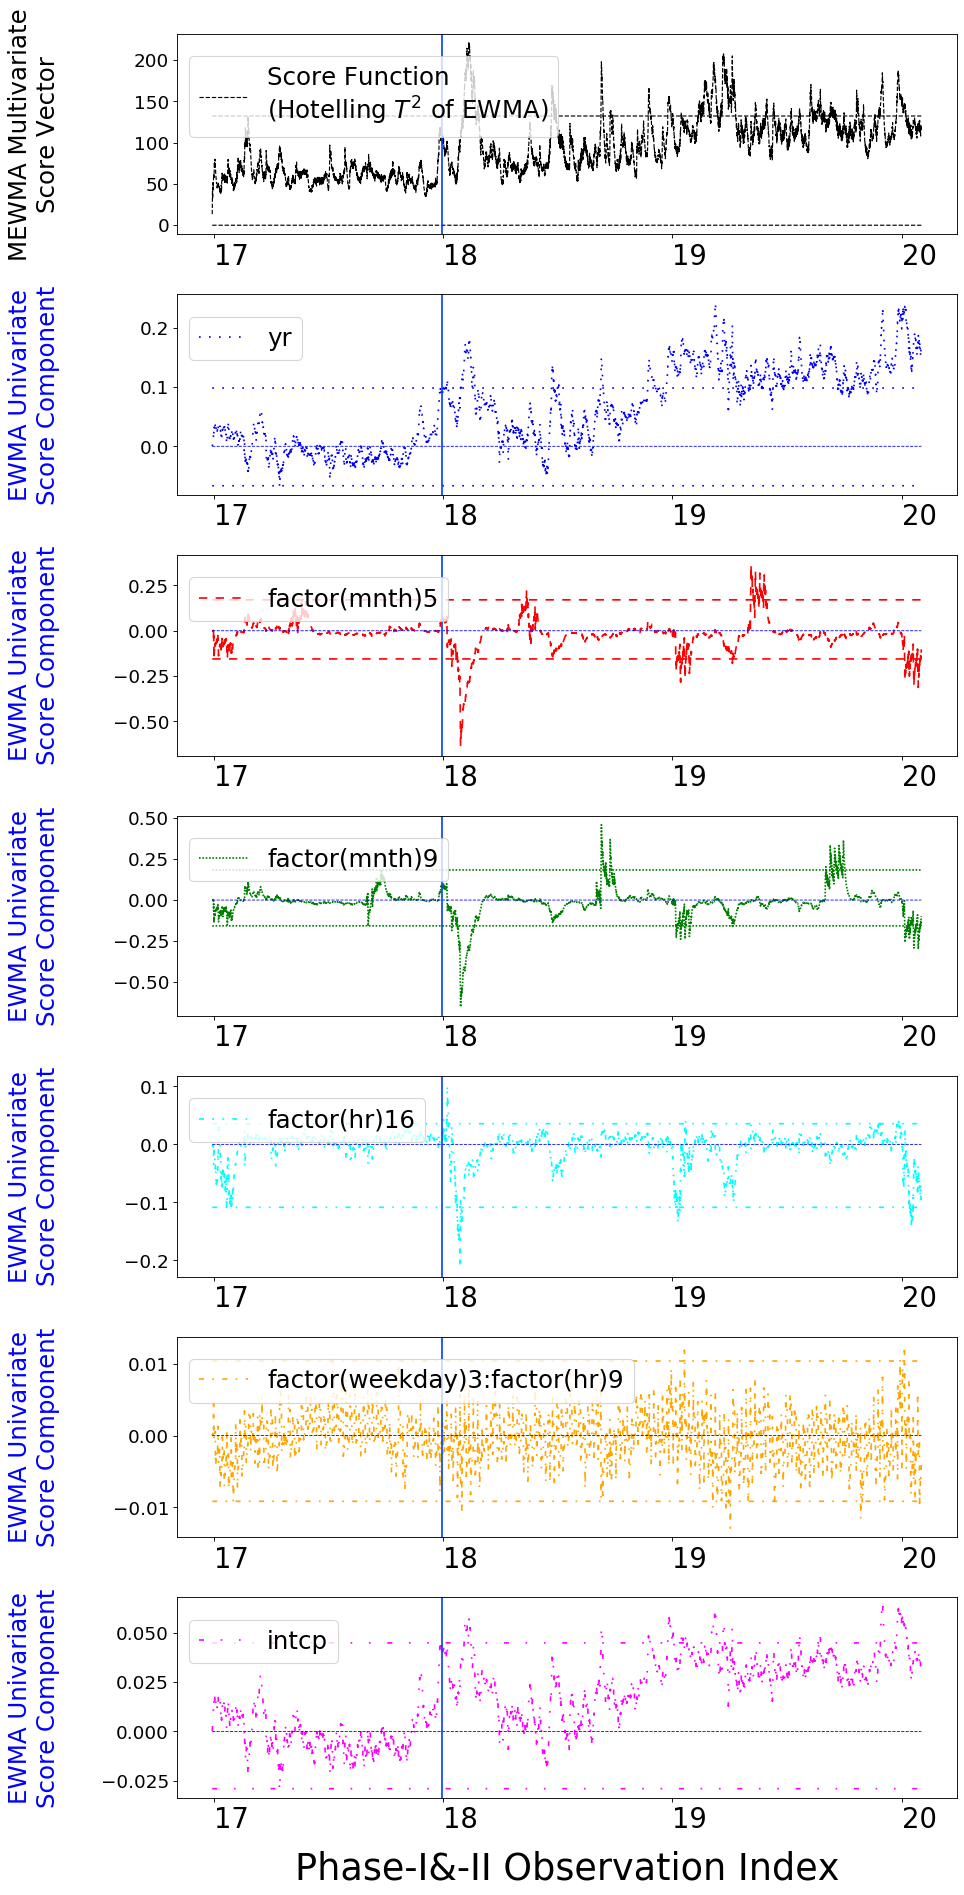 MEWMA Multivariate
Score Vector
200
150
100
50
0
Score Function
(Hotelling T² of EWMA)
17 18 19 20
EWMA Univariate
Score Component
0.2
0.1
0.0
yr
17 18 19 20
EWMA Univariate
Score Component
0.25
0.00
−0.25
−0.50
factor(mnth)5
17 18 19 20
EWMA Univariate
Score Component
0.50
0.25
0.00
−0.25
−0.50
factor(mnth)9
17 18 19 20
EWMA Univariate
Score Component
0.1
0.0
−0.1
−0.2
factor(hr)16
17 18 19 20
EWMA Univariate
Score Component
0.01
0.00
−0.01
factor(weekday)3:factor(hr)9
17 18 19 20
EWMA Univariate
Score Component
0.050
0.025
0.000
−0.025
intcp
17 18 19 20
Phase-I&-II Observation Index